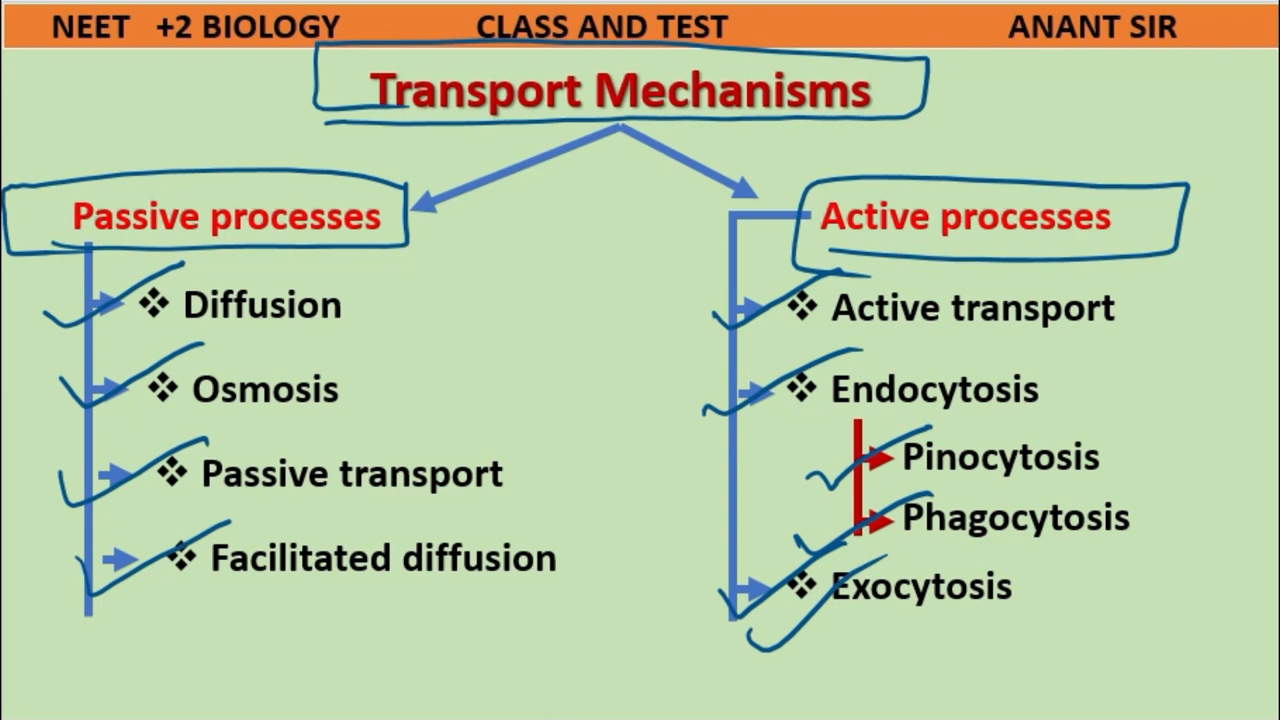 NEET +2 BIOLOGY CLASS AND TEST ANANT SIR
Transport Mechanisms
Passive processes
Diffusion
Osmosis
Passive transport
Facilitated diffusion
Active processes
Active transport
Endocytosis
Pinocytosis
Phagocytosis
Exocytosis